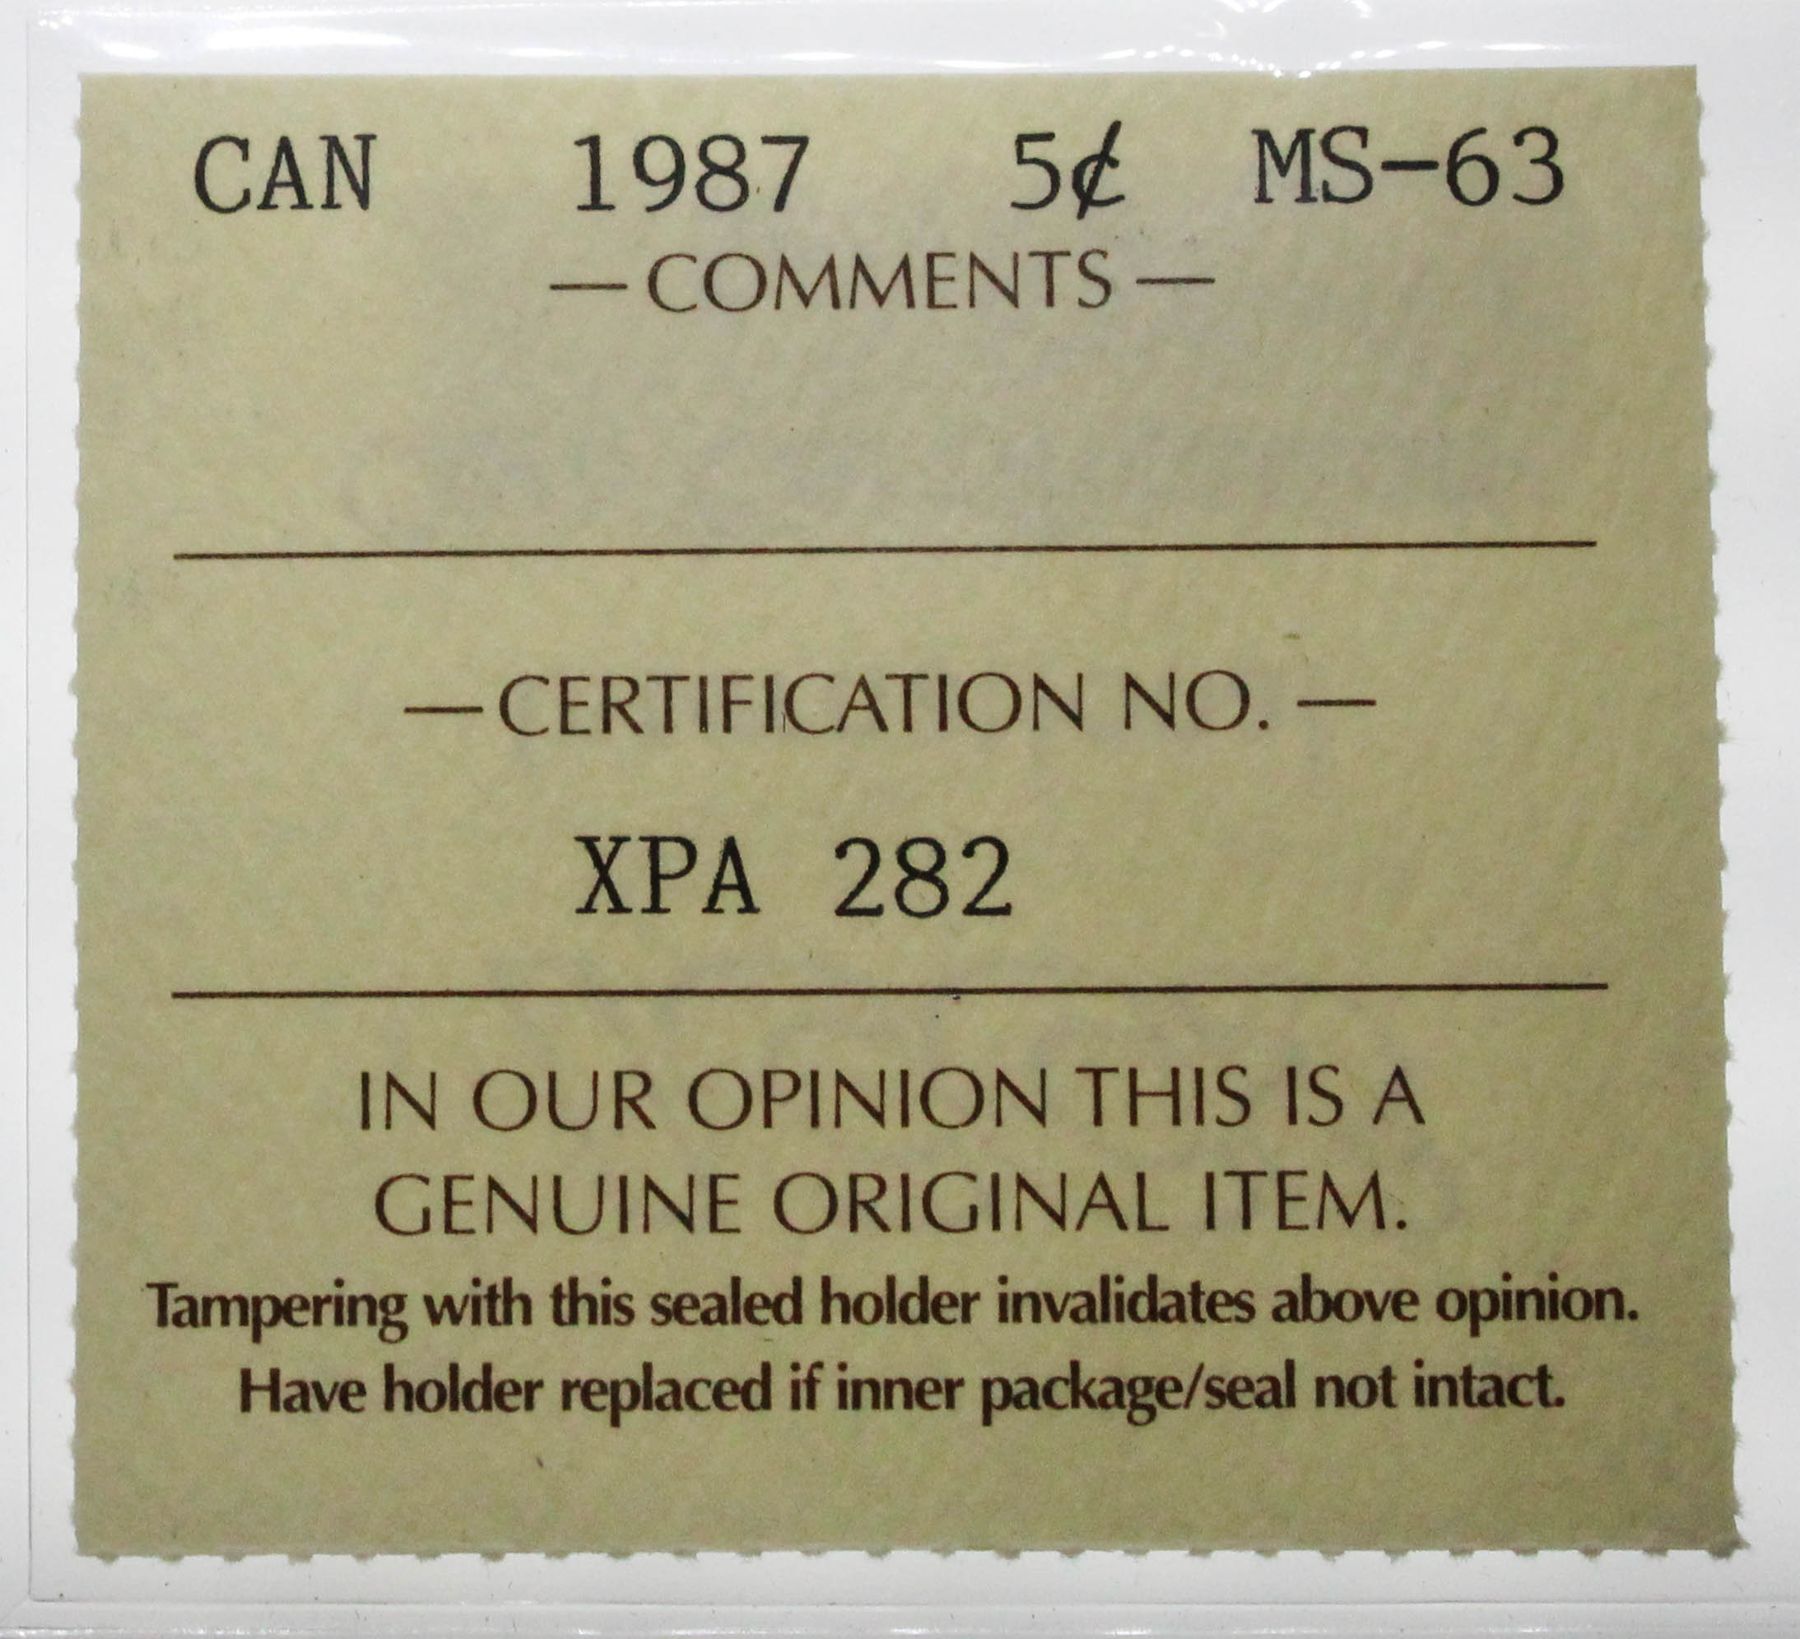 CAN 1987 5¢ MS-63
— COMMENTS —
— CERTIFICATION NO. —
XPA 282
IN OUR OPINION THIS IS A
GENUINE ORIGINAL ITEM.
Tampering with this sealed holder invalidates above opinion.
Have holder replaced if inner package/seal not intact.